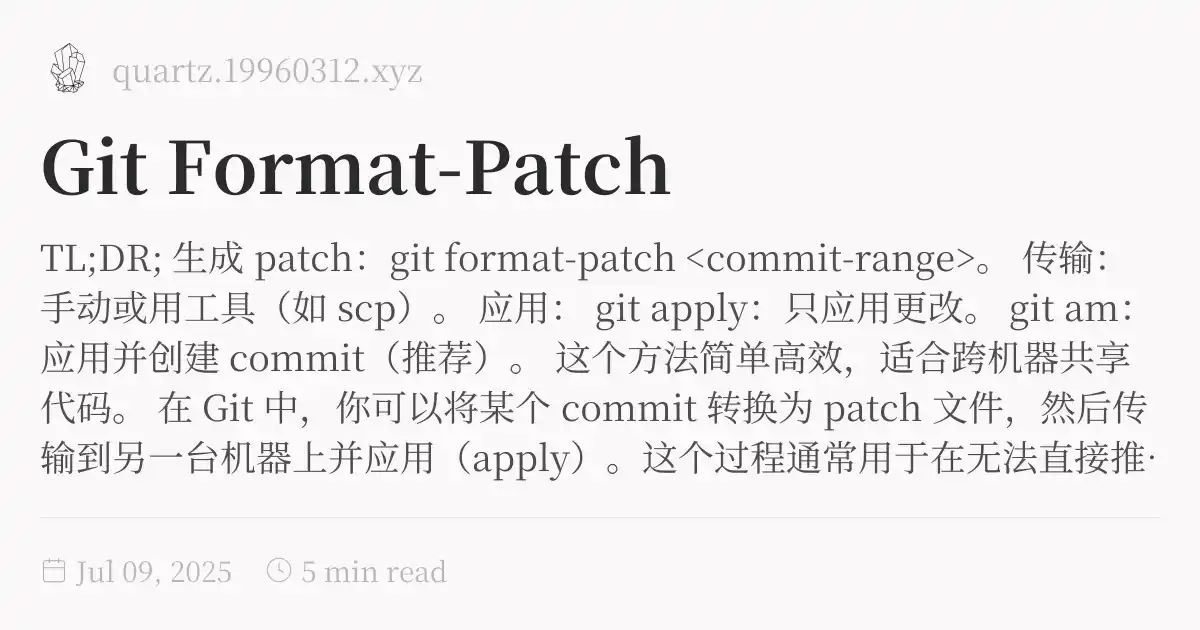 quartz.19960312.xyz
Git Format-Patch
TL;DR; 生成 patch：git format-patch <commit-range>。 传输：
手动或用工具（如 scp）。 应用： git apply：只应用更改。 git am：
应用并创建 commit（推荐）。 这个方法简单高效，适合跨机器共享
代码。 在 Git 中，你可以将某个 commit 转换为 patch 文件，然后传
输到另一台机器上并应用（apply）。这个过程通常用于在无法直接推·
Jul 09, 2025
5 min read